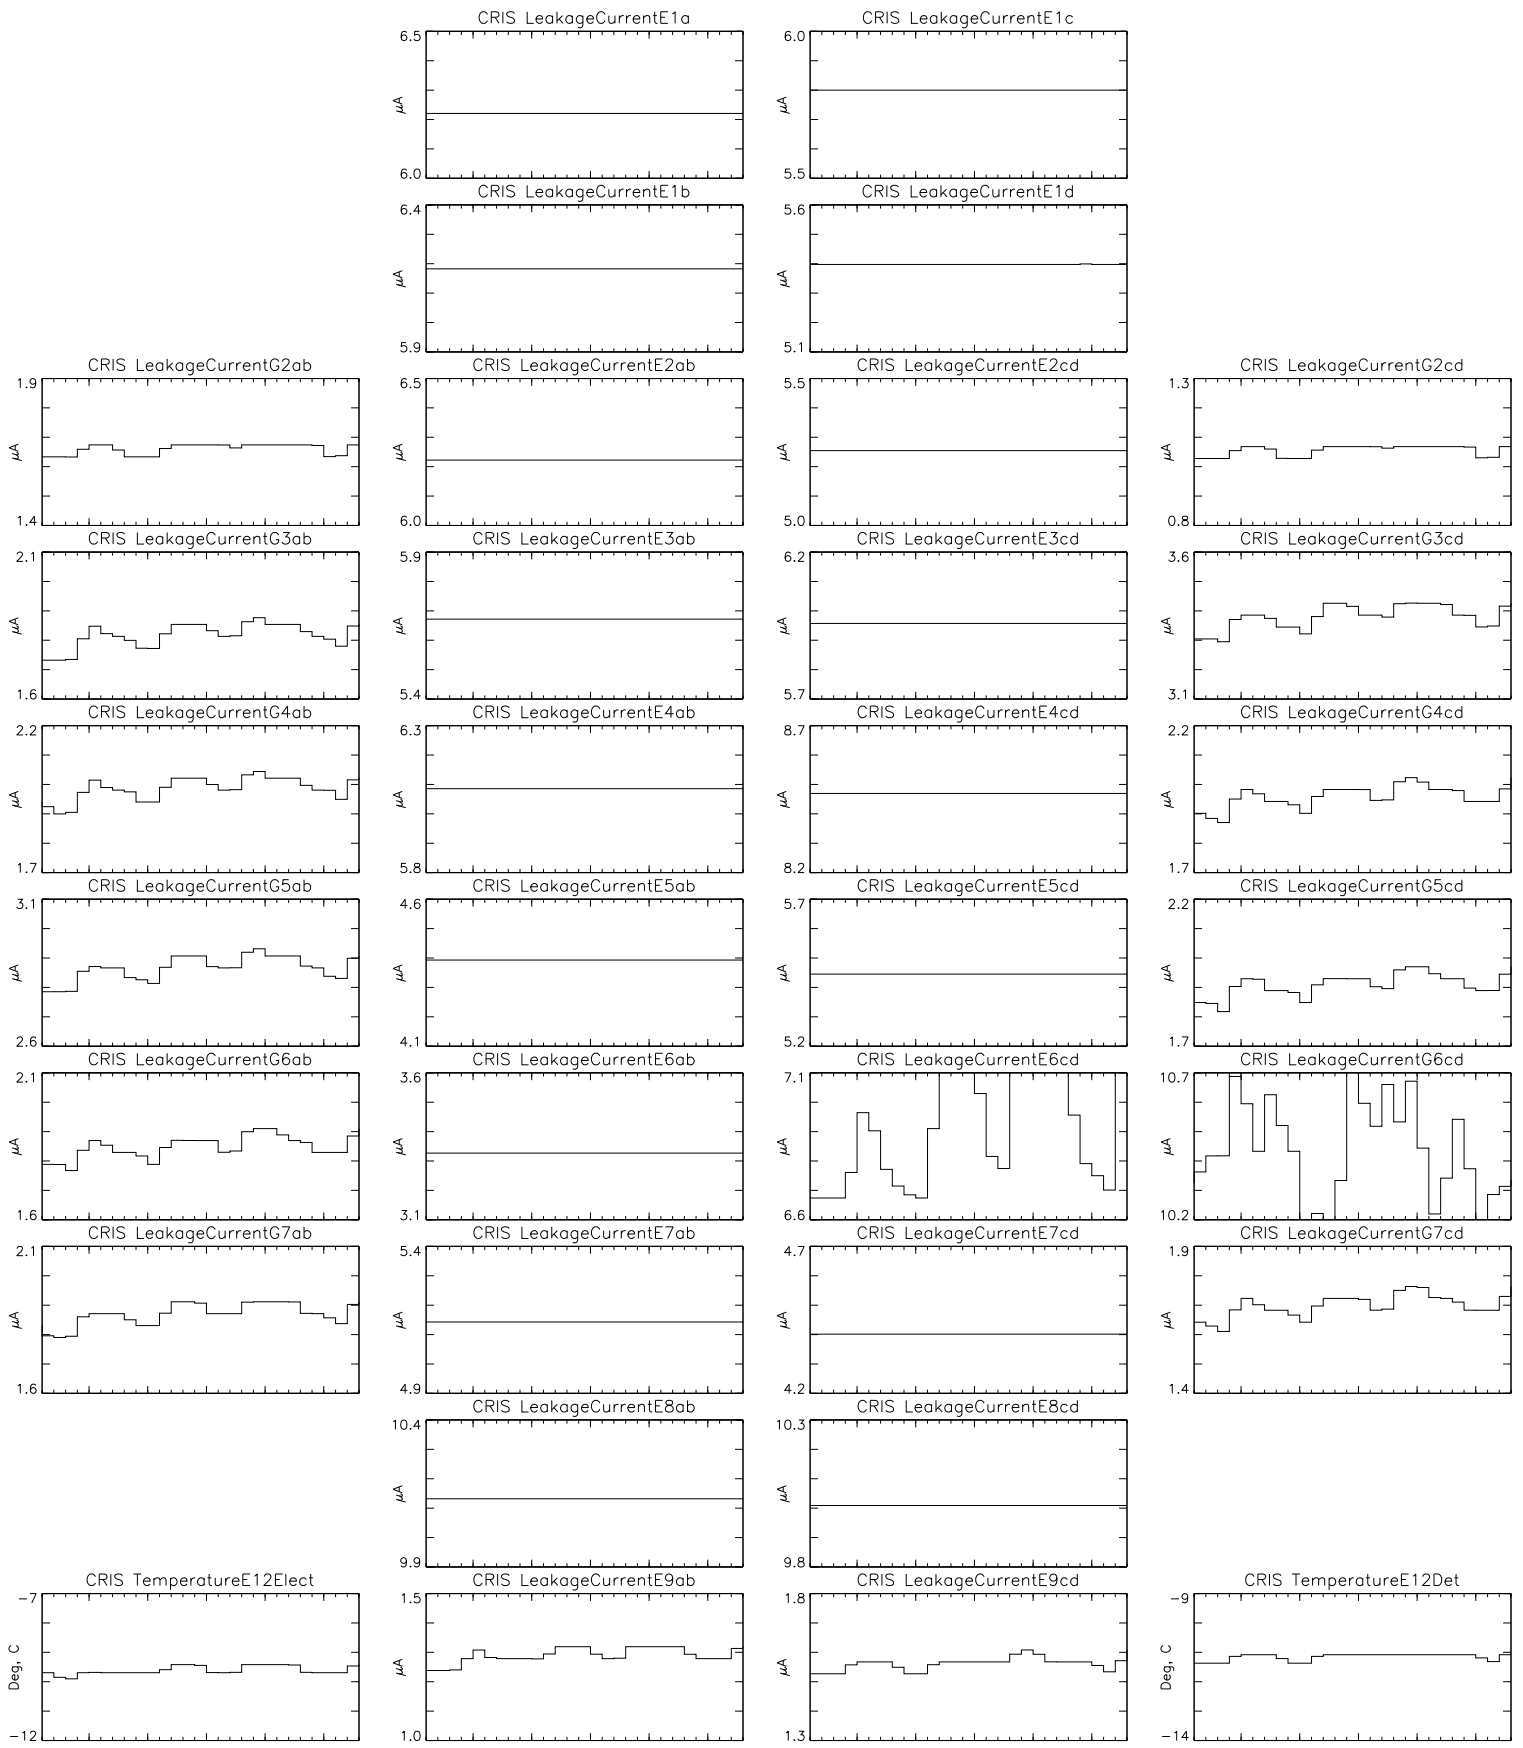 CRIS LeakageCurrentE1a
6.5
μA
6.0
CRIS LeakageCurrentE1c
6.0
μA
5.5
CRIS LeakageCurrentE1b
6.4
μA
5.9
CRIS LeakageCurrentE1d
5.6
μA
5.1
CRIS LeakageCurrentG2ab
1.9
μA
1.4
CRIS LeakageCurrentE2ab
6.5
μA
6.0
CRIS LeakageCurrentE2cd
5.5
μA
5.0
CRIS LeakageCurrentG2cd
1.3
μA
0.8
CRIS LeakageCurrentG3ab
2.1
μA
1.6
CRIS LeakageCurrentE3ab
5.9
μA
5.4
CRIS LeakageCurrentE3cd
6.2
μA
5.7
CRIS LeakageCurrentG3cd
3.6
μA
3.1
CRIS LeakageCurrentG4ab
2.2
μA
1.7
CRIS LeakageCurrentE4ab
6.3
μA
5.8
CRIS LeakageCurrentE4cd
8.7
μA
8.2
CRIS LeakageCurrentG4cd
2.2
μA
1.7
CRIS LeakageCurrentG5ab
3.1
μA
2.6
CRIS LeakageCurrentE5ab
4.6
μA
4.1
CRIS LeakageCurrentE5cd
5.7
μA
5.2
CRIS LeakageCurrentG5cd
2.2
μA
1.7
CRIS LeakageCurrentG6ab
2.1
μA
1.6
CRIS LeakageCurrentE6ab
3.6
μA
3.1
CRIS LeakageCurrentE6cd
7.1
μA
6.6
CRIS LeakageCurrentG6cd
10.7
μA
10.2
CRIS LeakageCurrentG7ab
2.1
μA
1.6
CRIS LeakageCurrentE7ab
5.4
μA
4.9
CRIS LeakageCurrentE7cd
4.7
μA
4.2
CRIS LeakageCurrentG7cd
1.9
μA
1.4
CRIS LeakageCurrentE8ab
10.4
μA
9.9
CRIS LeakageCurrentE8cd
10.3
μA
9.8
CRIS TemperatureE12Elect
-7
Deg, C
-12
CRIS LeakageCurrentE9ab
1.5
μA
1.0
CRIS LeakageCurrentE9cd
1.8
μA
1.3
CRIS TemperatureE12Det
-9
Deg, C
-14